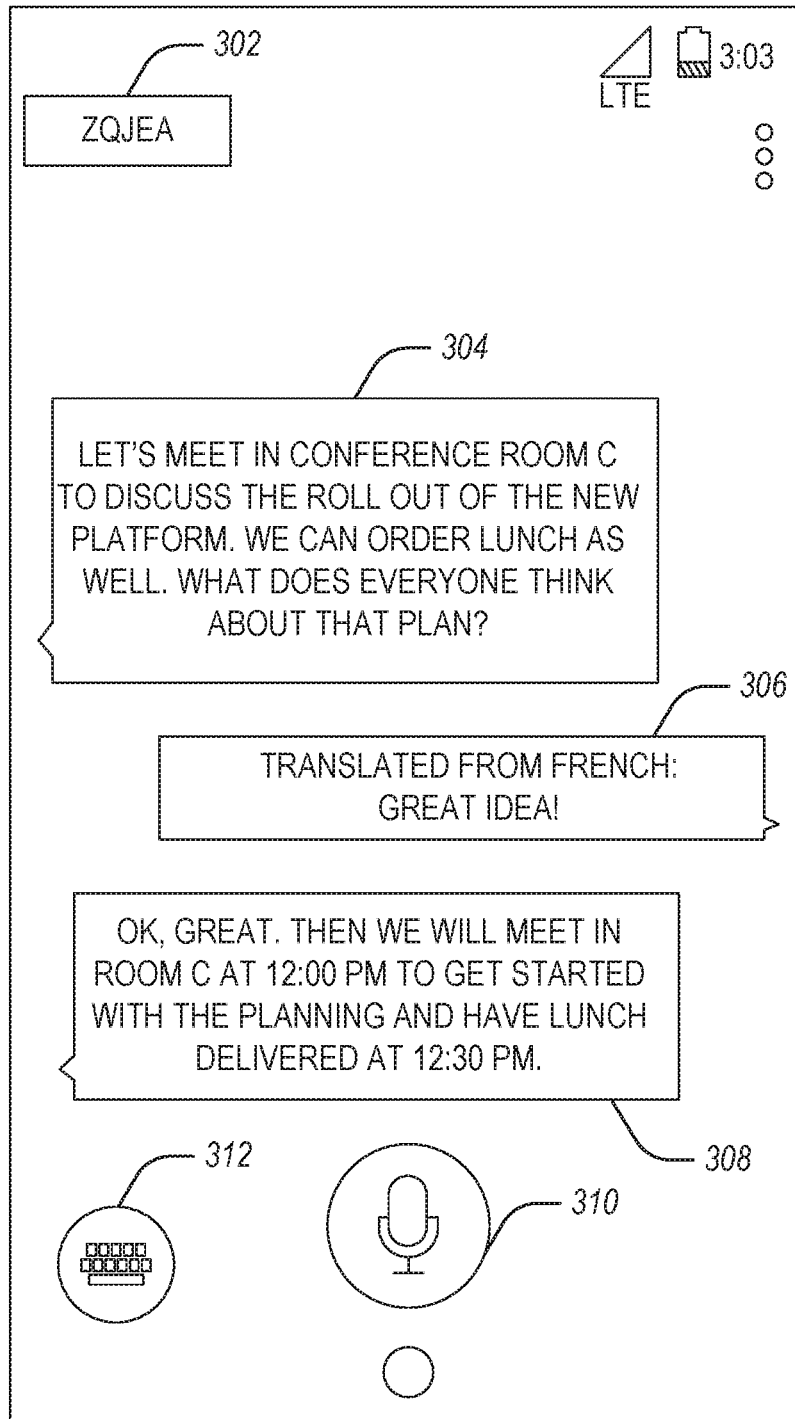 302
3:03
LTE
ZQJEA
304
LET'S MEET IN CONFERENCE ROOM C
TO DISCUSS THE ROLL OUT OF THE NEW
PLATFORM. WE CAN ORDER LUNCH AS
WELL. WHAT DOES EVERYONE THINK
ABOUT THAT PLAN?
306
TRANSLATED FROM FRENCH:
GREAT IDEA!
OK, GREAT. THEN WE WILL MEET IN
ROOM C AT 12:00 PM TO GET STARTED
WITH THE PLANNING AND HAVE LUNCH
DELIVERED AT 12:30 PM.
308
312
310